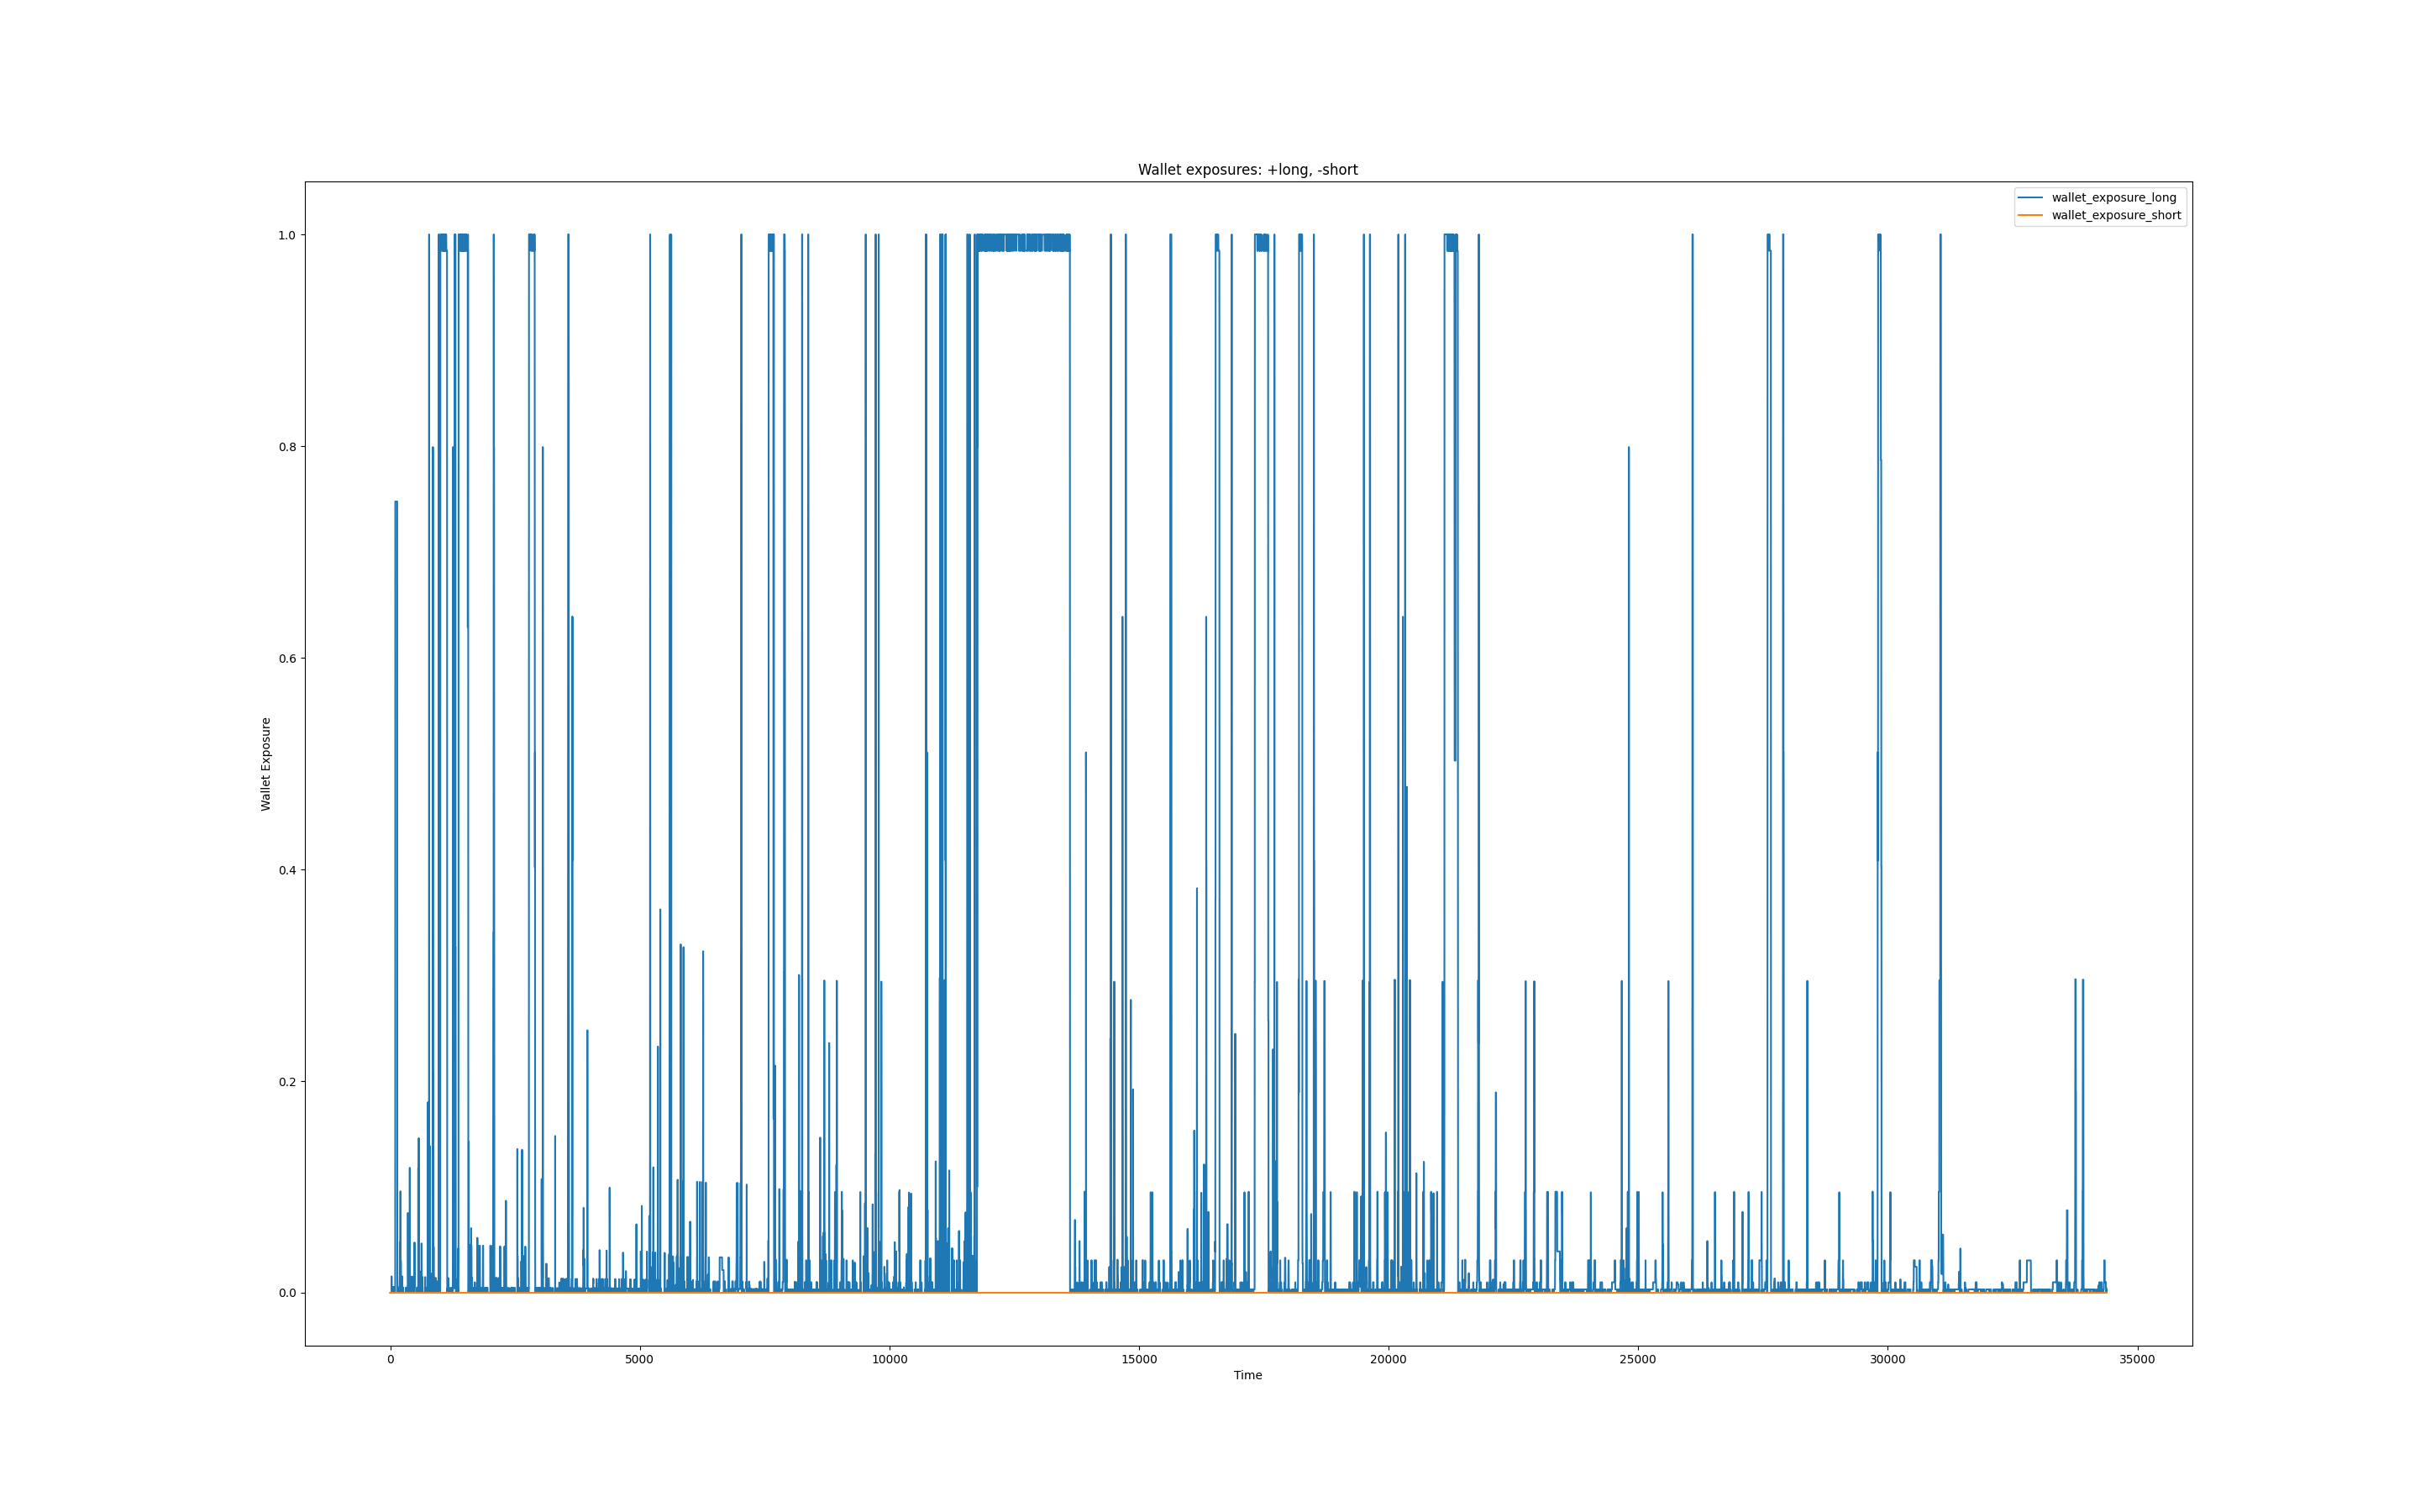 Wallet exposures: +long, -short
wallet_exposure_long
wallet_exposure_short
1.0
0.8
0.6
0.4
0.2
0.0
Wallet Exposure
0 5000 10000 15000 20000 25000 30000 35000
Time